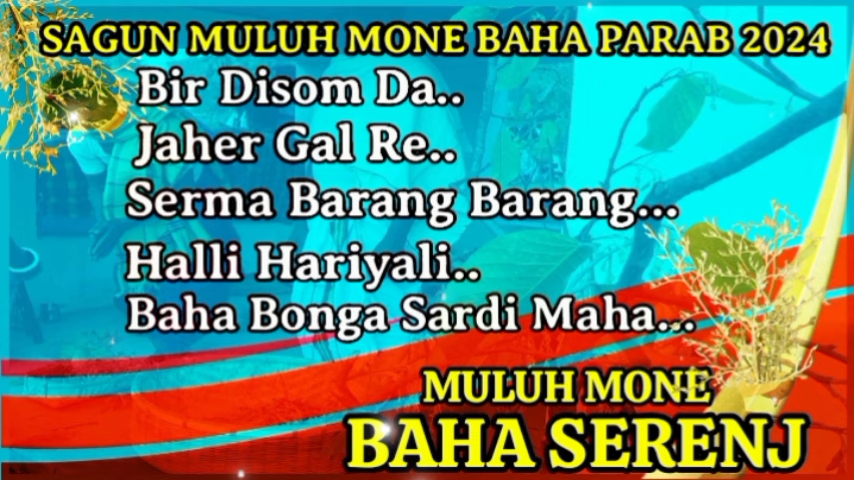 SAGUN MULUH MONE BAHA PARAB 2024
Bir Disom Da..
Jaher Gal Re..
Serma Barang Barang...
Halli Hariyali..
Baha Bonga Sardi Maha...
MULUH MONE
BAHA SERENJ